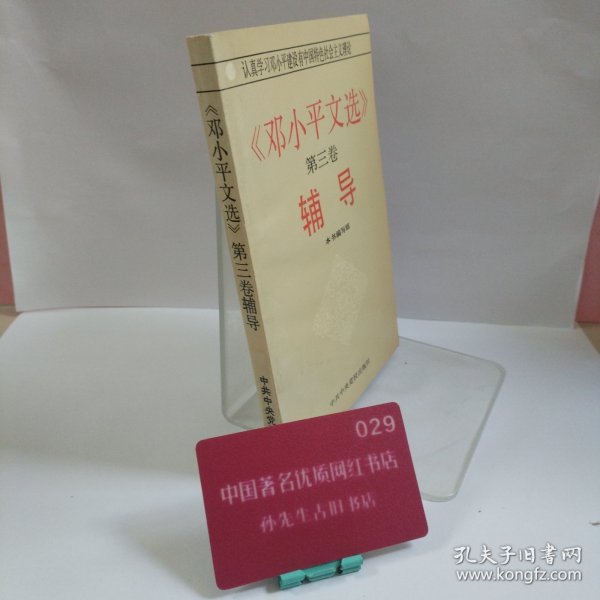 认真学习邓小平建设有中国特色社会主义理论
《邓小平文选》
第三卷
辅导
本书编写组
中共中央党校出版社
《邓小平文选》第三卷辅导
中共中央党
029
中国著名优质网红书店
孙先生古旧书店
孔夫子旧书网
www.kongfz.com